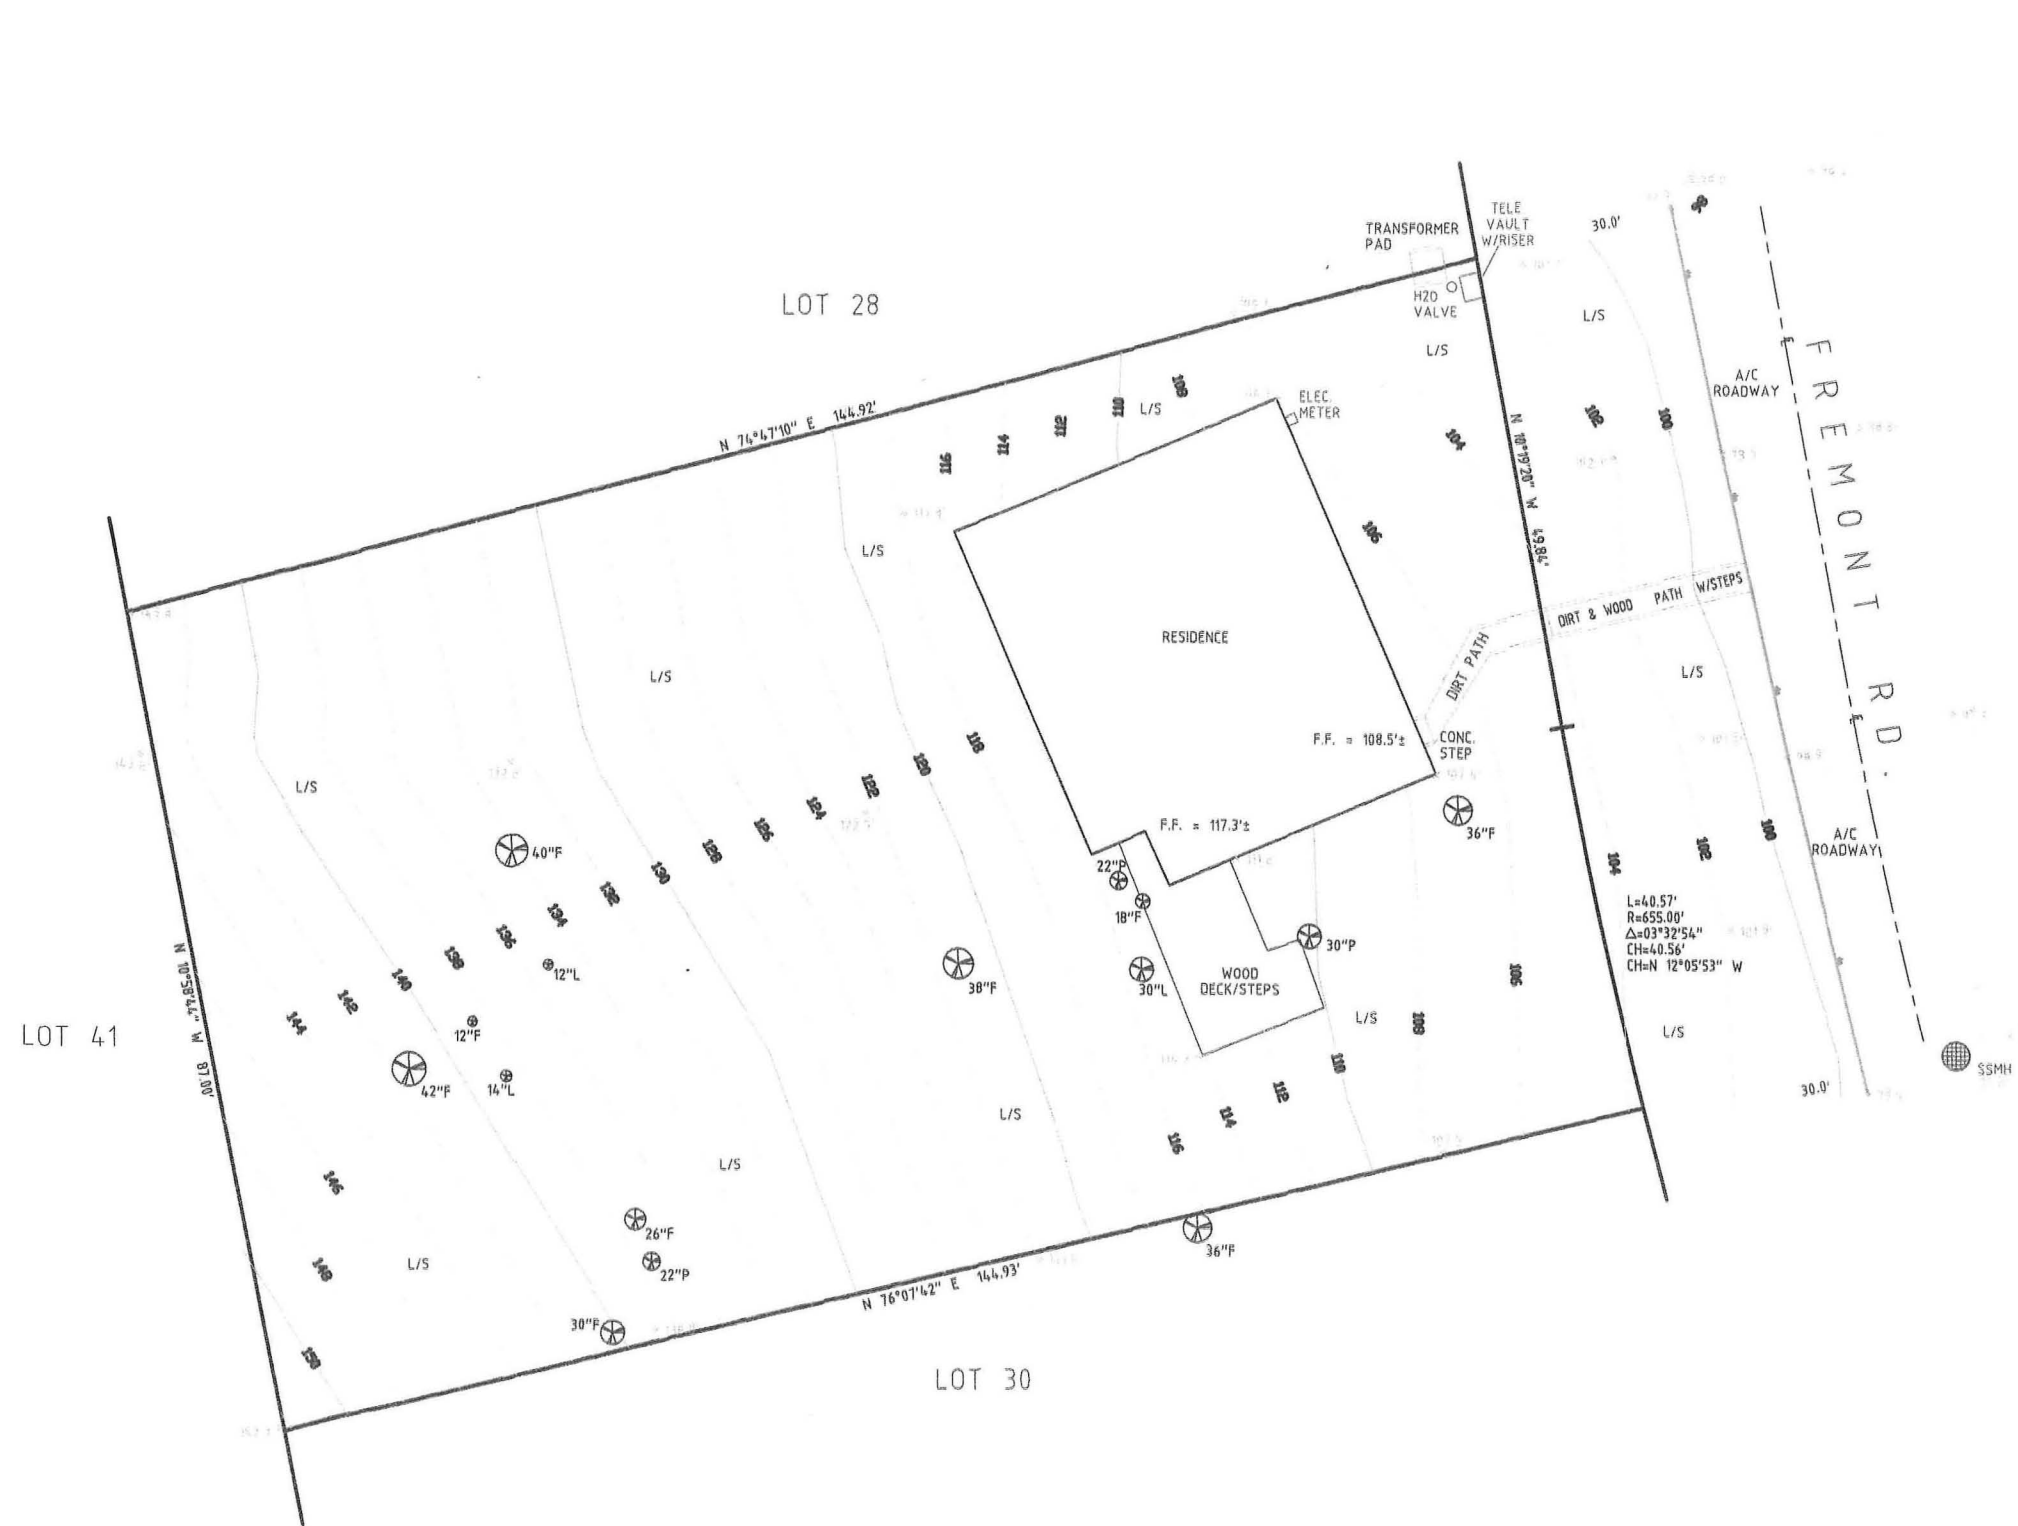 TRANSFORMER
PAD
TELE
VAULT
W/RISER
30.0'
H2O
VALVE
L/S
L/S
LOT 28
A/C
ROADWAY
FREMONT RD.
N 74°47'10" E 144.92'
116
114
112
110
108
L/S
ELEC.
METER
104
102
100
N 10°19'20" W 49.84'
106
L/S
RESIDENCE
DIRT PATH
DIRT & WOOD PATH W/STEPS
L/S
L/S
F.F. = 108.5'±
CONC.
STEP
L/S
118
120
122
124
126
128
130
132
134
136
138
140
142
144
146
148
150
F.F. = 117.3'±
36"F
A/C
ROADWAY
100
102
104
40"F
22"P
18"F
30"L
30"P
38"F
WOOD
DECK/STEPS
L=40.57'
R=655.00'
Δ=03°32'54"
CH=40.56'
CH=N 12°05'53" W
12"L
12"F
42"F
14"L
LOT 41
N 10°58'44" W 87.00'
L/S
106
108
110
112
114
116
L/S
SSMH
30.0'
L/S
L/S
26"F
22"P
30"F
L/S
36"F
N 76°07'42" E 144.93'
LOT 30